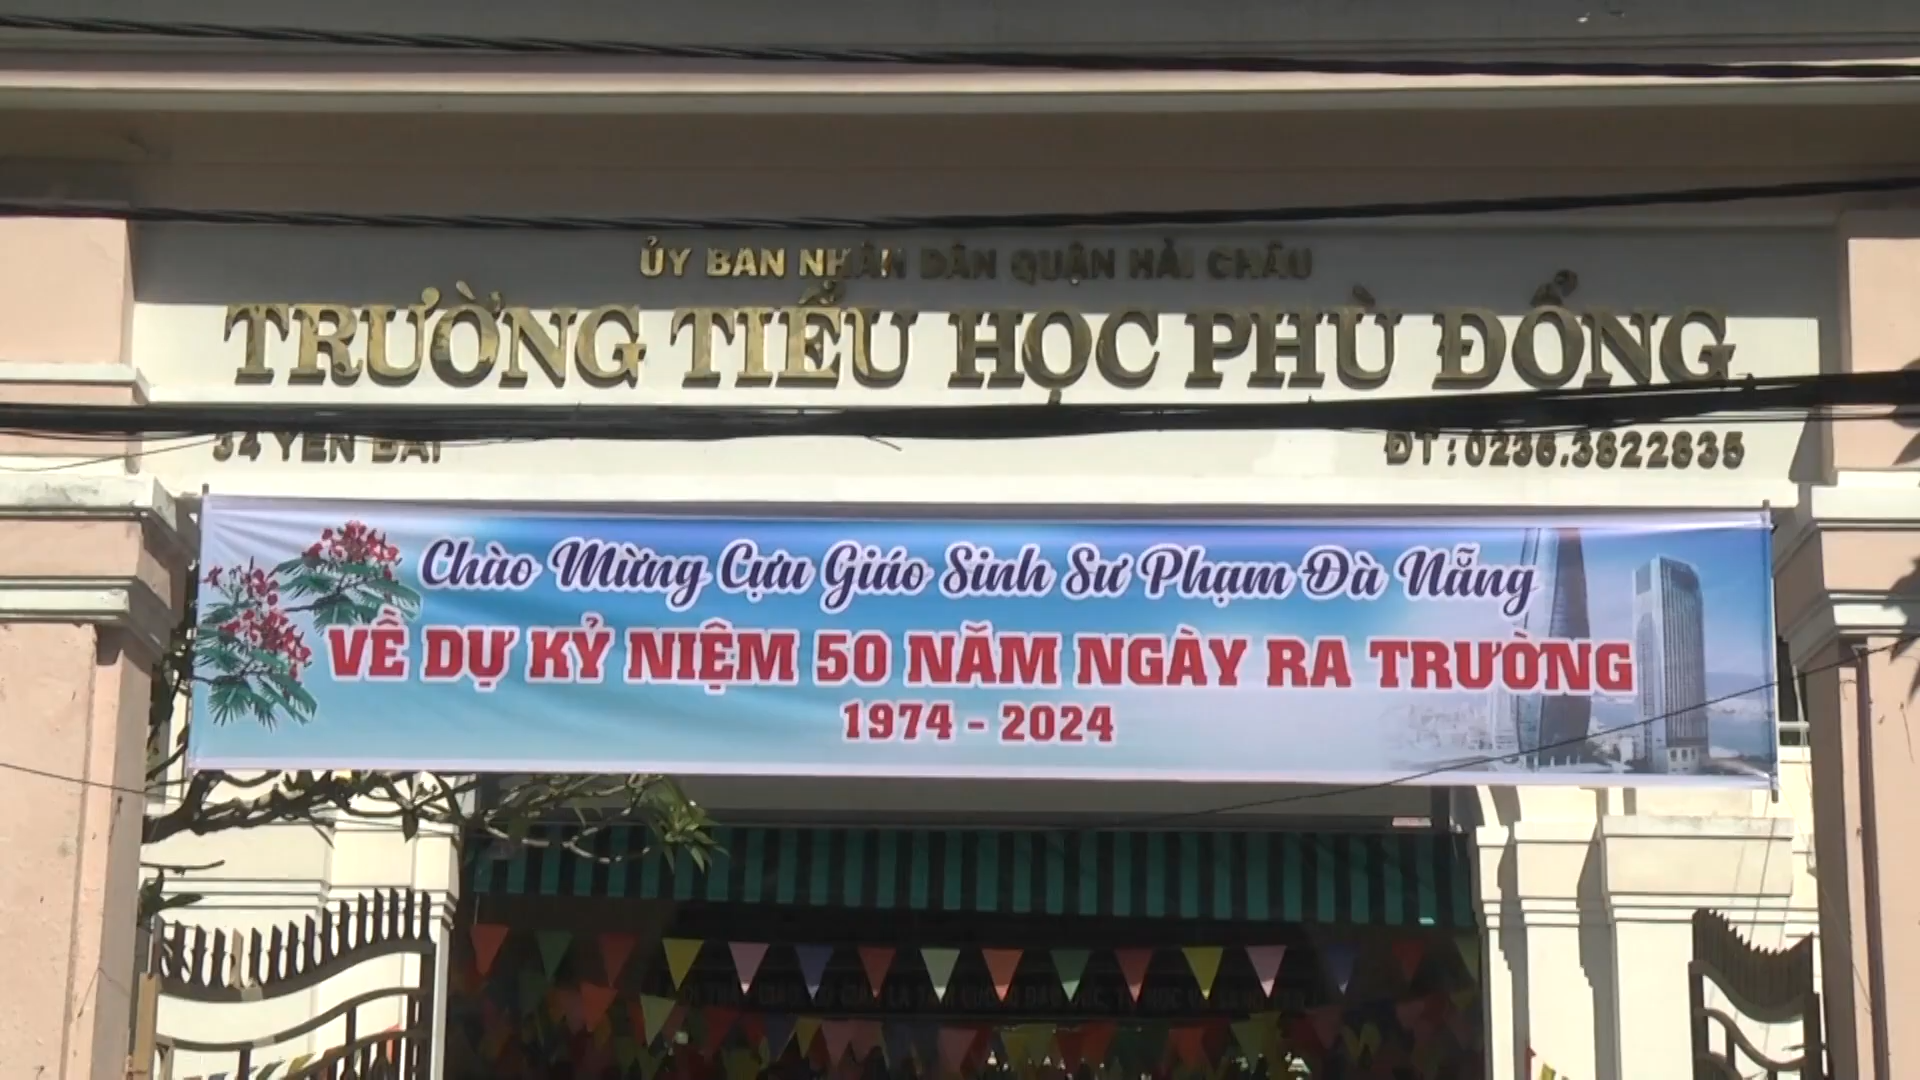 ỦY BAN NHÂN DÂN QUẬN HẢI CHÂU
TRƯỜNG TIỂU HỌC PHÙ ĐỔNG
34 YÊN BÁI
ĐT: 0236.3822835
Chào Mừng Cựu Giáo Sinh Sư Phạm Đà Nẵng
VỀ DỰ KỶ NIỆM 50 NĂM NGÀY RA TRƯỜNG
1974 - 2024